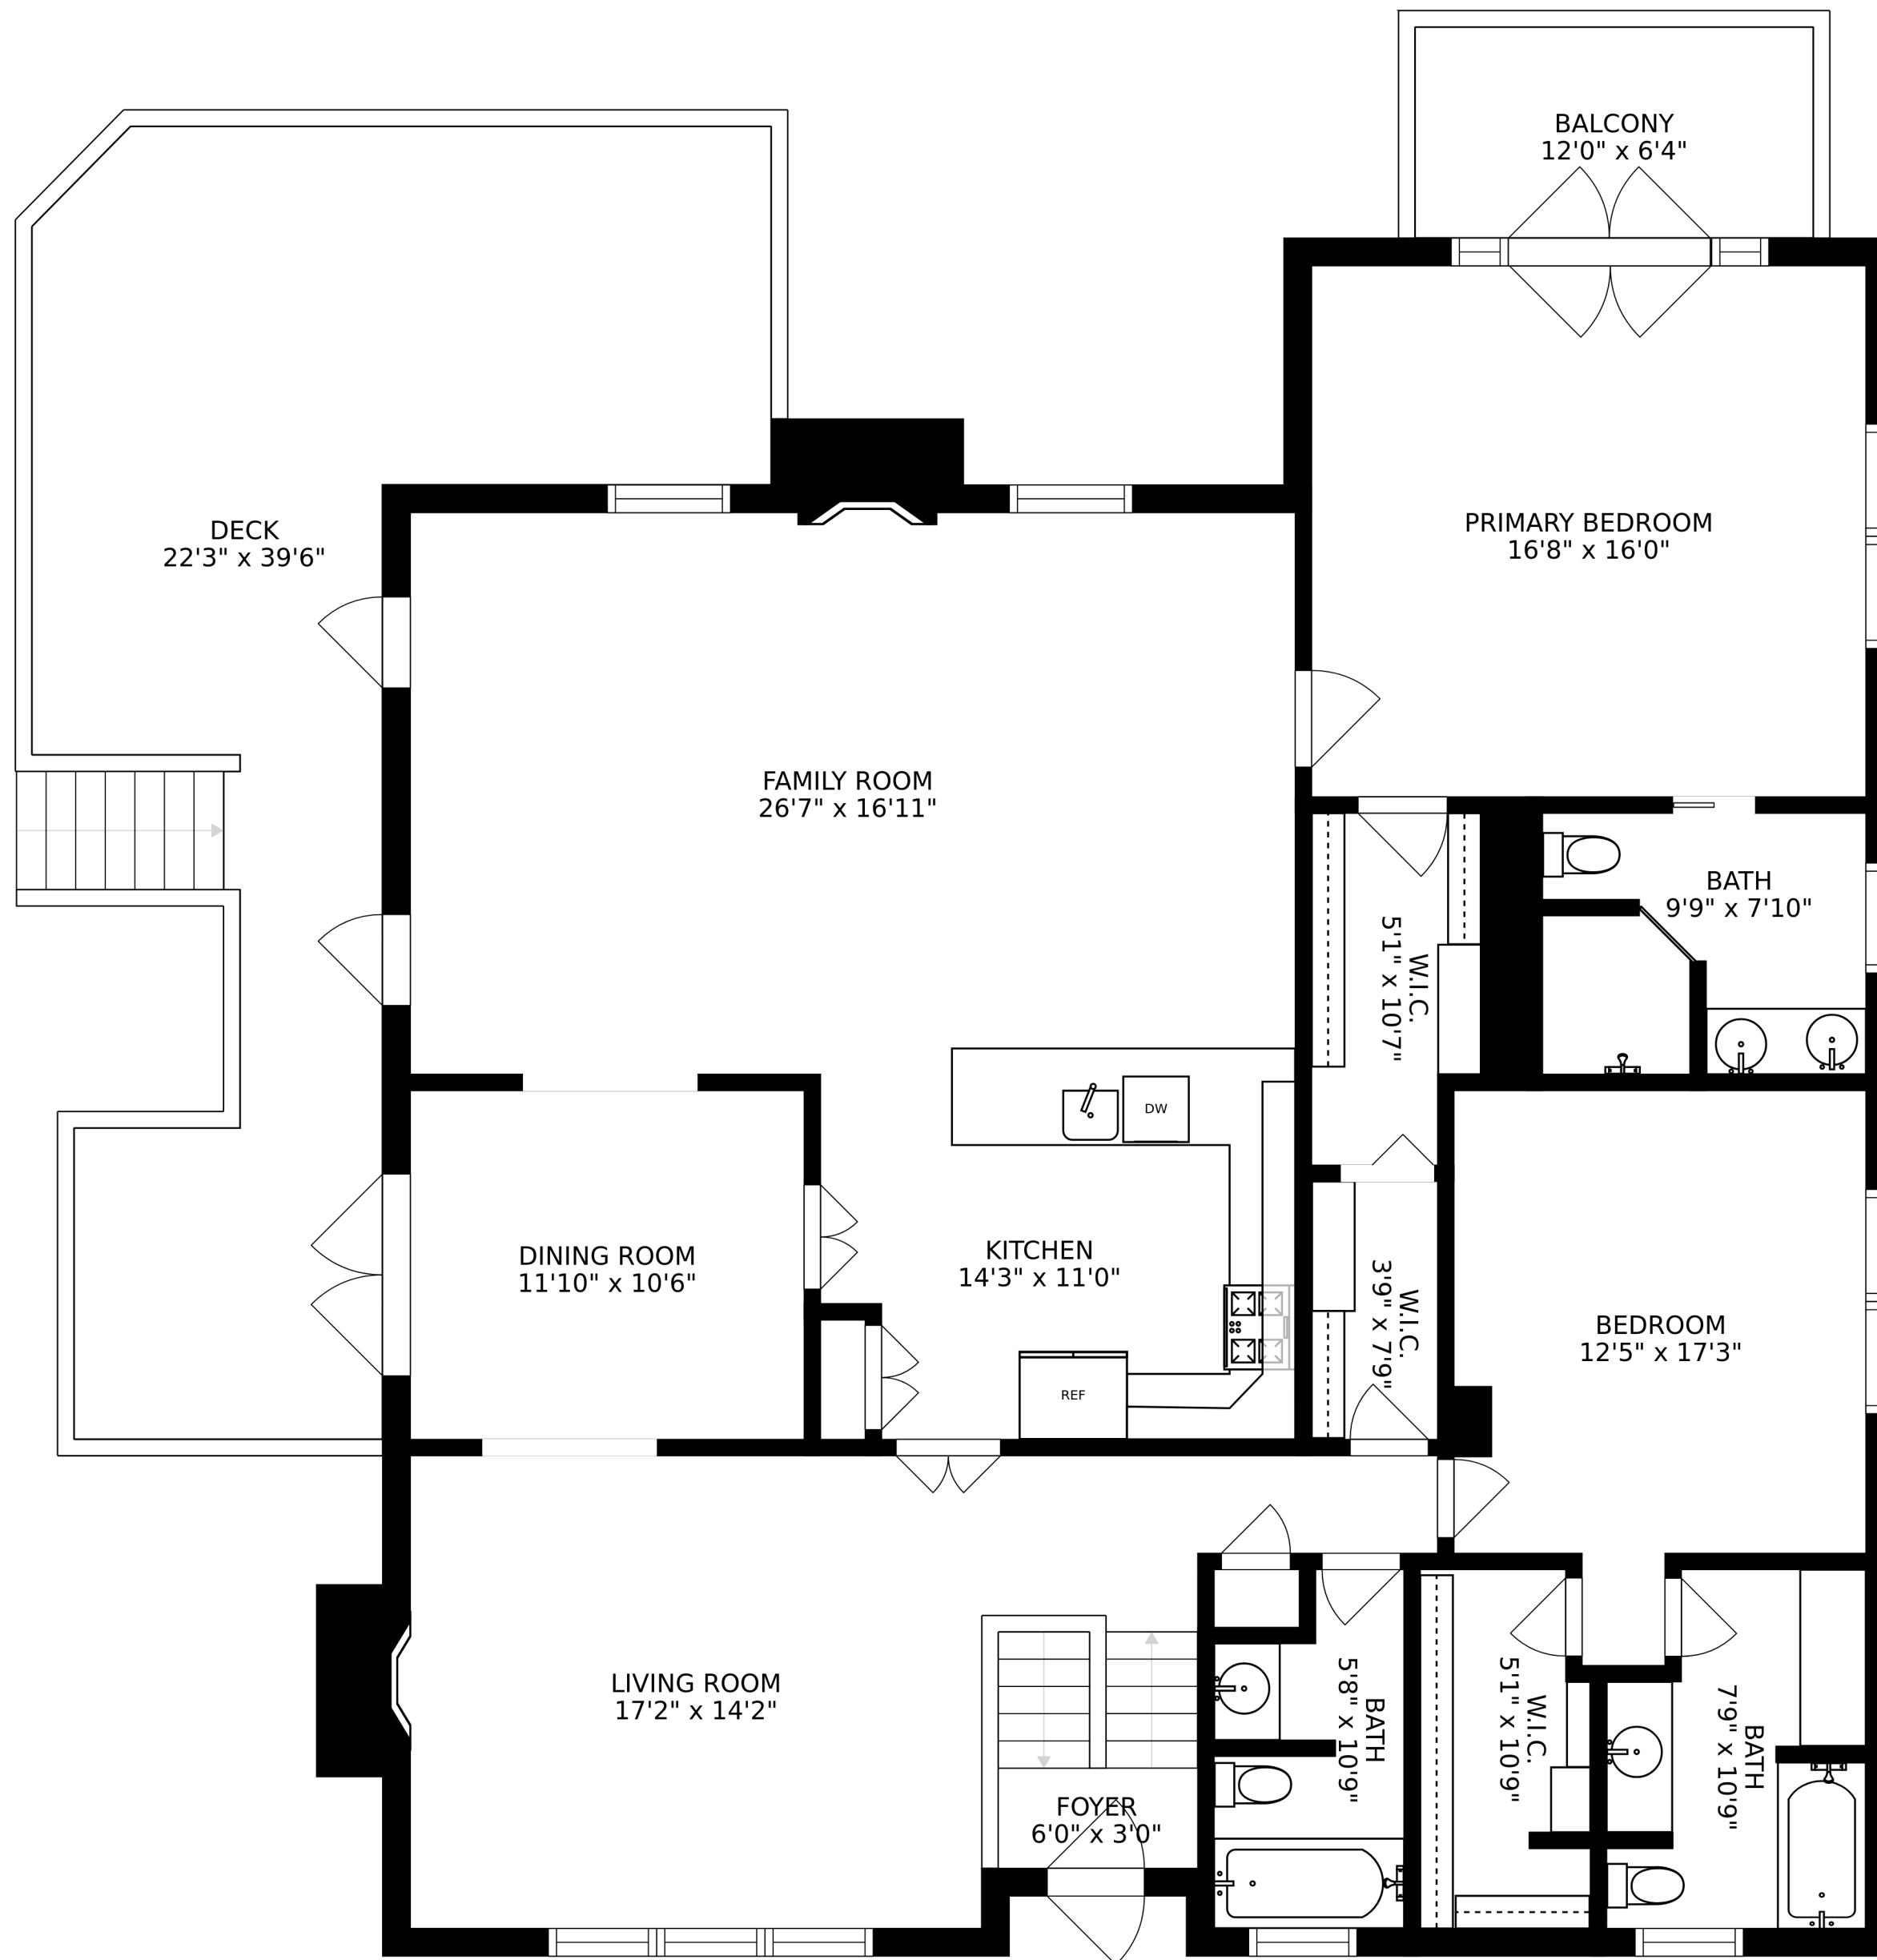 BALCONY
12'0" x 6'4"
DECK
22'3" x 39'6"
PRIMARY BEDROOM
16'8" x 16'0"
FAMILY ROOM
26'7" x 16'11"
BATH
9'9" x 7'10"
W.I.C.
5'1" x 10'7"
DW
KITCHEN
14'3" x 11'0"
DINING ROOM
11'10" x 10'6"
W.I.C.
3'9" x 7'9"
BEDROOM
12'5" x 17'3"
REF
LIVING ROOM
17'2" x 14'2"
FOYER
6'0" x 3'0"
BATH
5'8" x 10'9"
W.I.C.
5'1" x 10'9"
BATH
7'9" x 10'9"